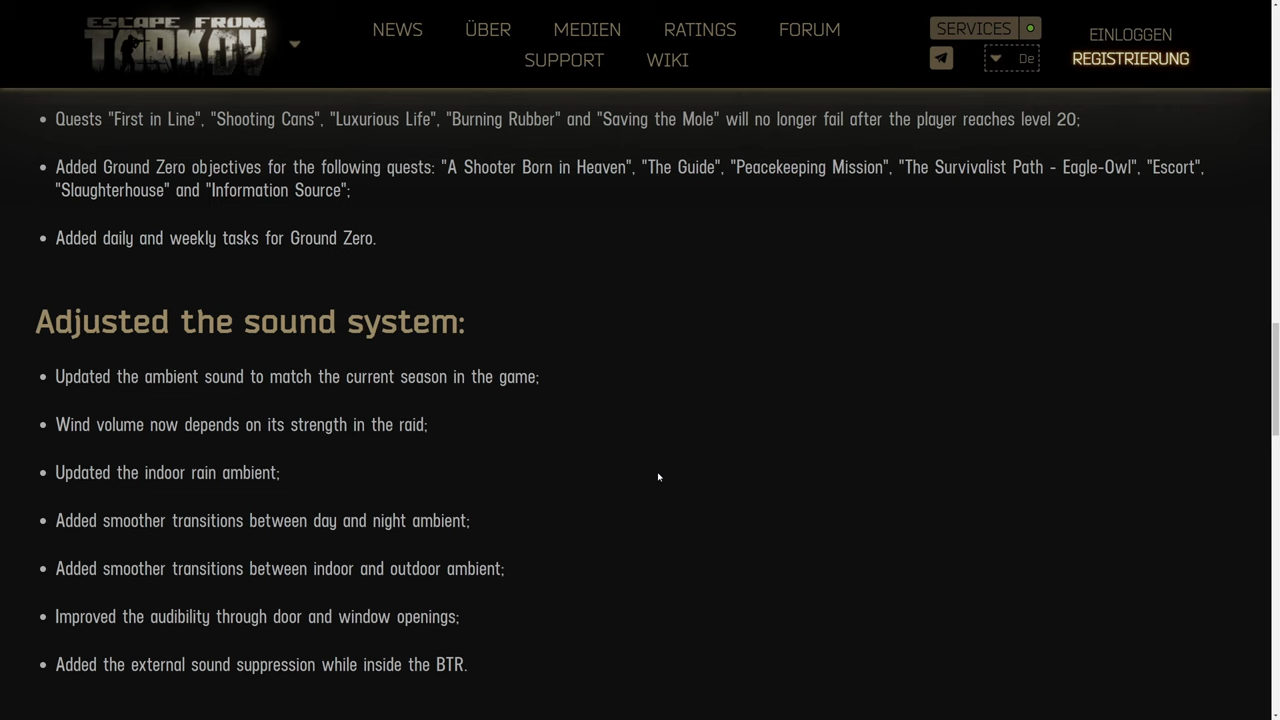 ESCAPE FROM
TARKOV
NEWS ÜBER MEDIEN RATINGS FORUM
SUPPORT WIKI
SERVICES
De
EINLOGGEN
REGISTRIERUNG
• Quests "First in Line", "Shooting Cans", "Luxurious Life", "Burning Rubber" and "Saving the Mole" will no longer fail after the player reaches level 20;
• Added Ground Zero objectives for the following quests: "A Shooter Born in Heaven", "The Guide", "Peacekeeping Mission", "The Survivalist Path - Eagle-Owl", "Escort",
"Slaughterhouse" and "Information Source";
• Added daily and weekly tasks for Ground Zero.
Adjusted the sound system:
• Updated the ambient sound to match the current season in the game;
• Wind volume now depends on its strength in the raid;
• Updated the indoor rain ambient;
• Added smoother transitions between day and night ambient;
• Added smoother transitions between indoor and outdoor ambient;
• Improved the audibility through door and window openings;
• Added the external sound suppression while inside the BTR.